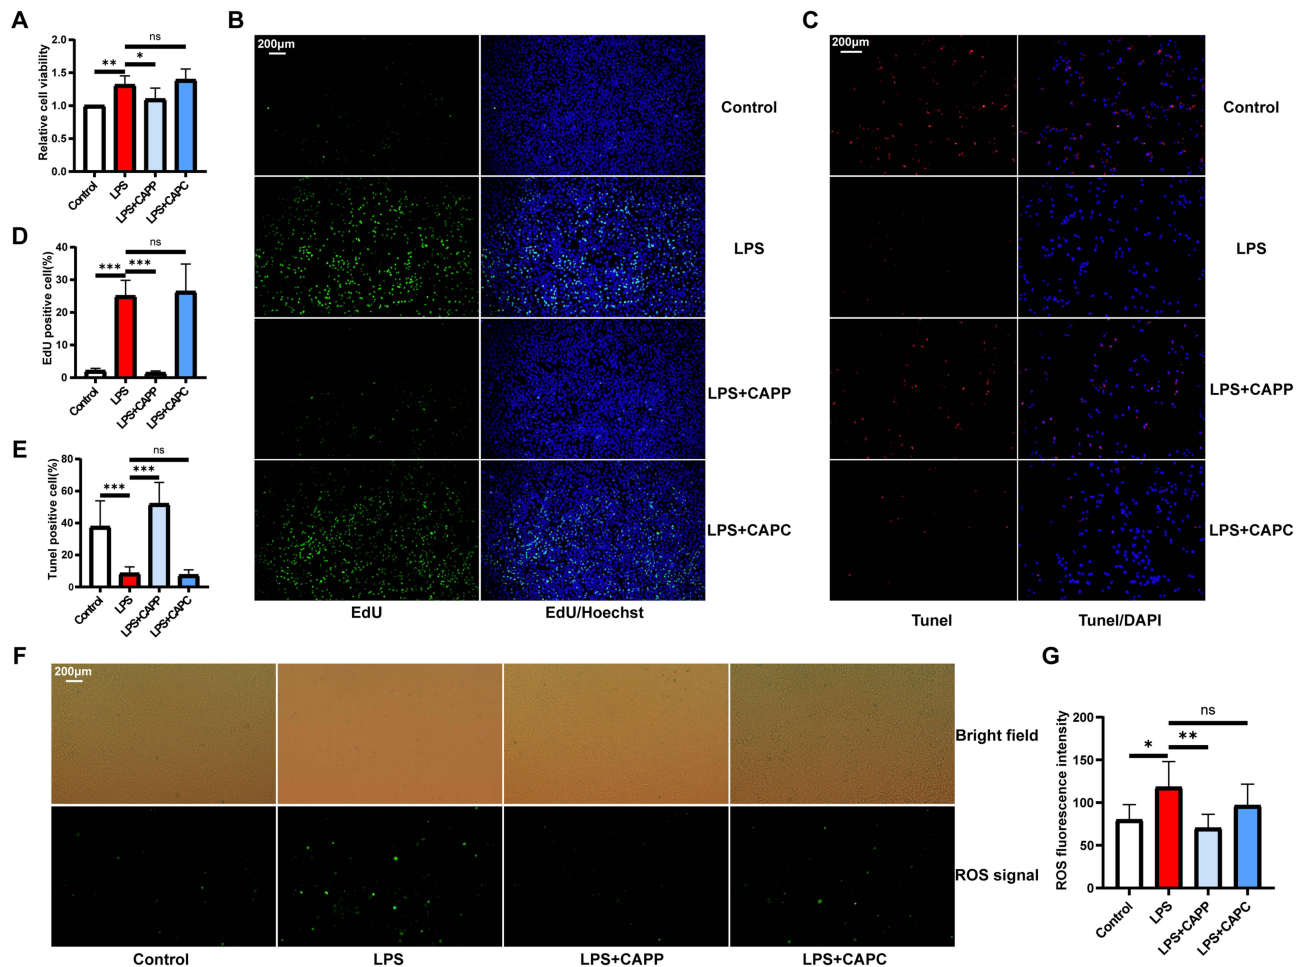 A
ns
**
*
Relative cell viability
2.0
1.5
1.0
0.5
0.0
Control
LPS
LPS+CAPP
LPS+CAPC
B
200μm
Control
LPS
LPS+CAPP
LPS+CAPC
EdU
EdU/Hoechst
C
200μm
Control
LPS
LPS+CAPP
LPS+CAPC
Tunel
Tunel/DAPI
D
ns
***
***
EdU positive cell(%)
40
30
20
10
0
Control
LPS
LPS+CAPP
LPS+CAPC
E
ns
***
***
Tunel positive cell(%)
80
60
40
20
0
Control
LPS
LPS+CAPP
LPS+CAPC
F
200μm
Bright field
ROS signal
Control
LPS
LPS+CAPP
LPS+CAPC
G
ns
*
**
ROS fluorescence intensity
200
150
100
50
0
Control
LPS
LPS+CAPP
LPS+CAPC